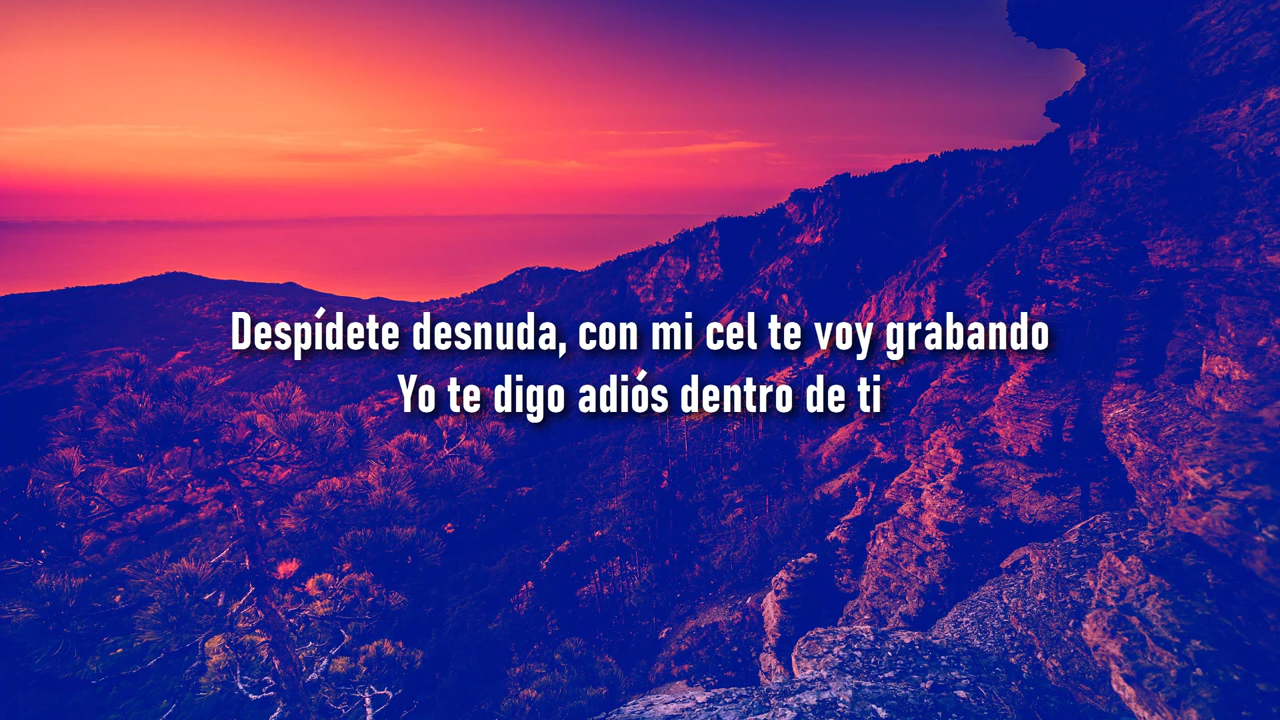 Despídete desnuda, con mi cel te voy grabando
Yo te digo adiós dentro de ti